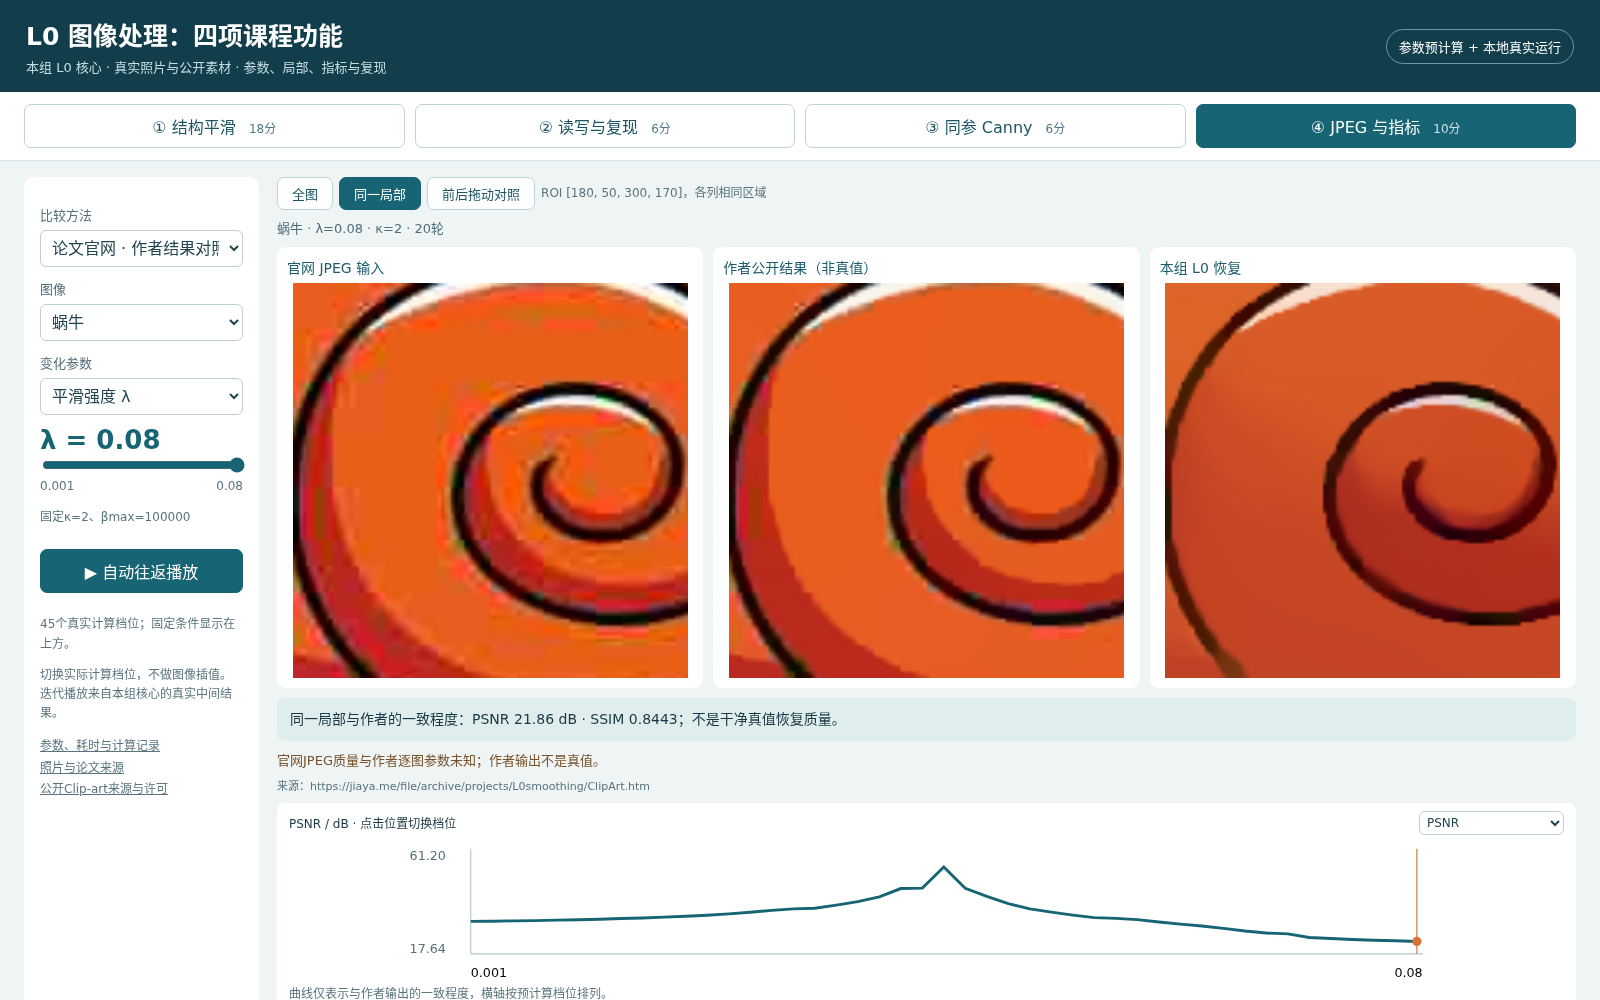 L0 图像处理：四项课程功能
本组 L0 核心 · 真实照片与公开素材 · 参数、局部、指标与复现
参数预计算 + 本地真实运行
① 结构平滑 18分
② 读写与复现 6分
③ 同参 Canny 6分
④ JPEG 与指标 10分
比较方法
论文官网 · 作者结果对照
图像
蜗牛
变化参数
平滑强度 λ
λ = 0.08
0.001 0.08
固定κ=2、βmax=100000
▶ 自动往返播放
45个真实计算档位；固定条件显示在
上方。
切换实际计算档位，不做图像插值。
迭代播放来自本组核心的真实中间结
果。
参数、耗时与计算记录
照片与论文来源
公开Clip-art来源与许可
全图
同一局部
前后拖动对照
ROI [180, 50, 300, 170]，各列相同区域
蜗牛 · λ=0.08 · κ=2 · 20轮
官网 JPEG 输入
作者公开结果（非真值）
本组 L0 恢复
同一局部与作者的一致程度：PSNR 21.86 dB · SSIM 0.8443；不是干净真值恢复质量。
官网JPEG质量与作者逐图参数未知；作者输出不是真值。
来源：https://jiaya.me/file/archive/projects/L0smoothing/ClipArt.htm
PSNR / dB · 点击位置切换档位
PSNR
61.20
17.64
0.001 0.08
曲线仅表示与作者输出的一致程度，横轴按预计算档位排列。